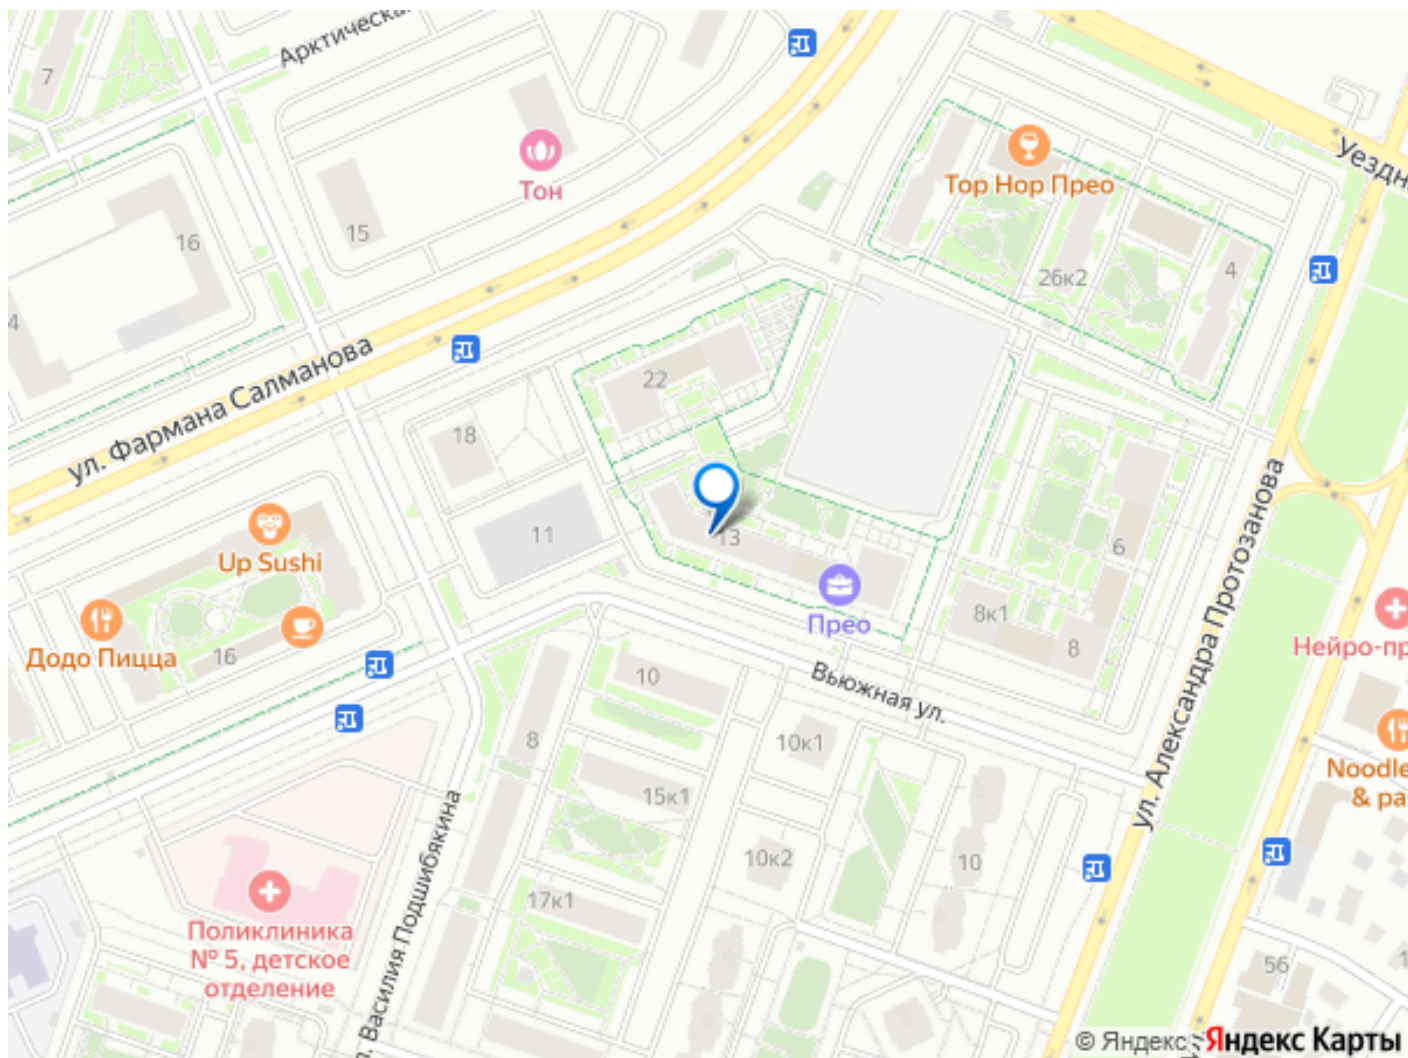 Арктическа
7
Тон
Top Hop Прео
Уездн
16
15
26к2
4
4
ул. Фармана Салманова
22
18
13
11
Up Sushi
Додо Пицца
16
Прео
6
8к1
8
ул. Александра Протозанова
Нейро-пр
Вьюжная ул.
10
8
10к1
15к1
Noodle
& pa
10к2
10
17к1
Поликлиника
№ 5, детское
отделение
л. Василия Подшибякина
56
1
© Яндекс
Яндекс Карты